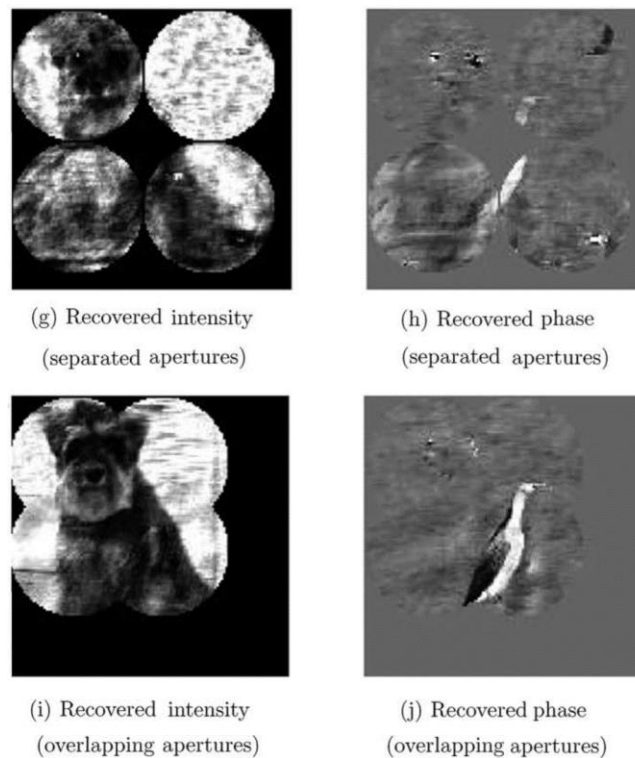 (g) Recovered intensity
(separated apertures)
(h) Recovered phase
(separated apertures)
(i) Recovered intensity
(overlapping apertures)
(j) Recovered phase
(overlapping apertures)